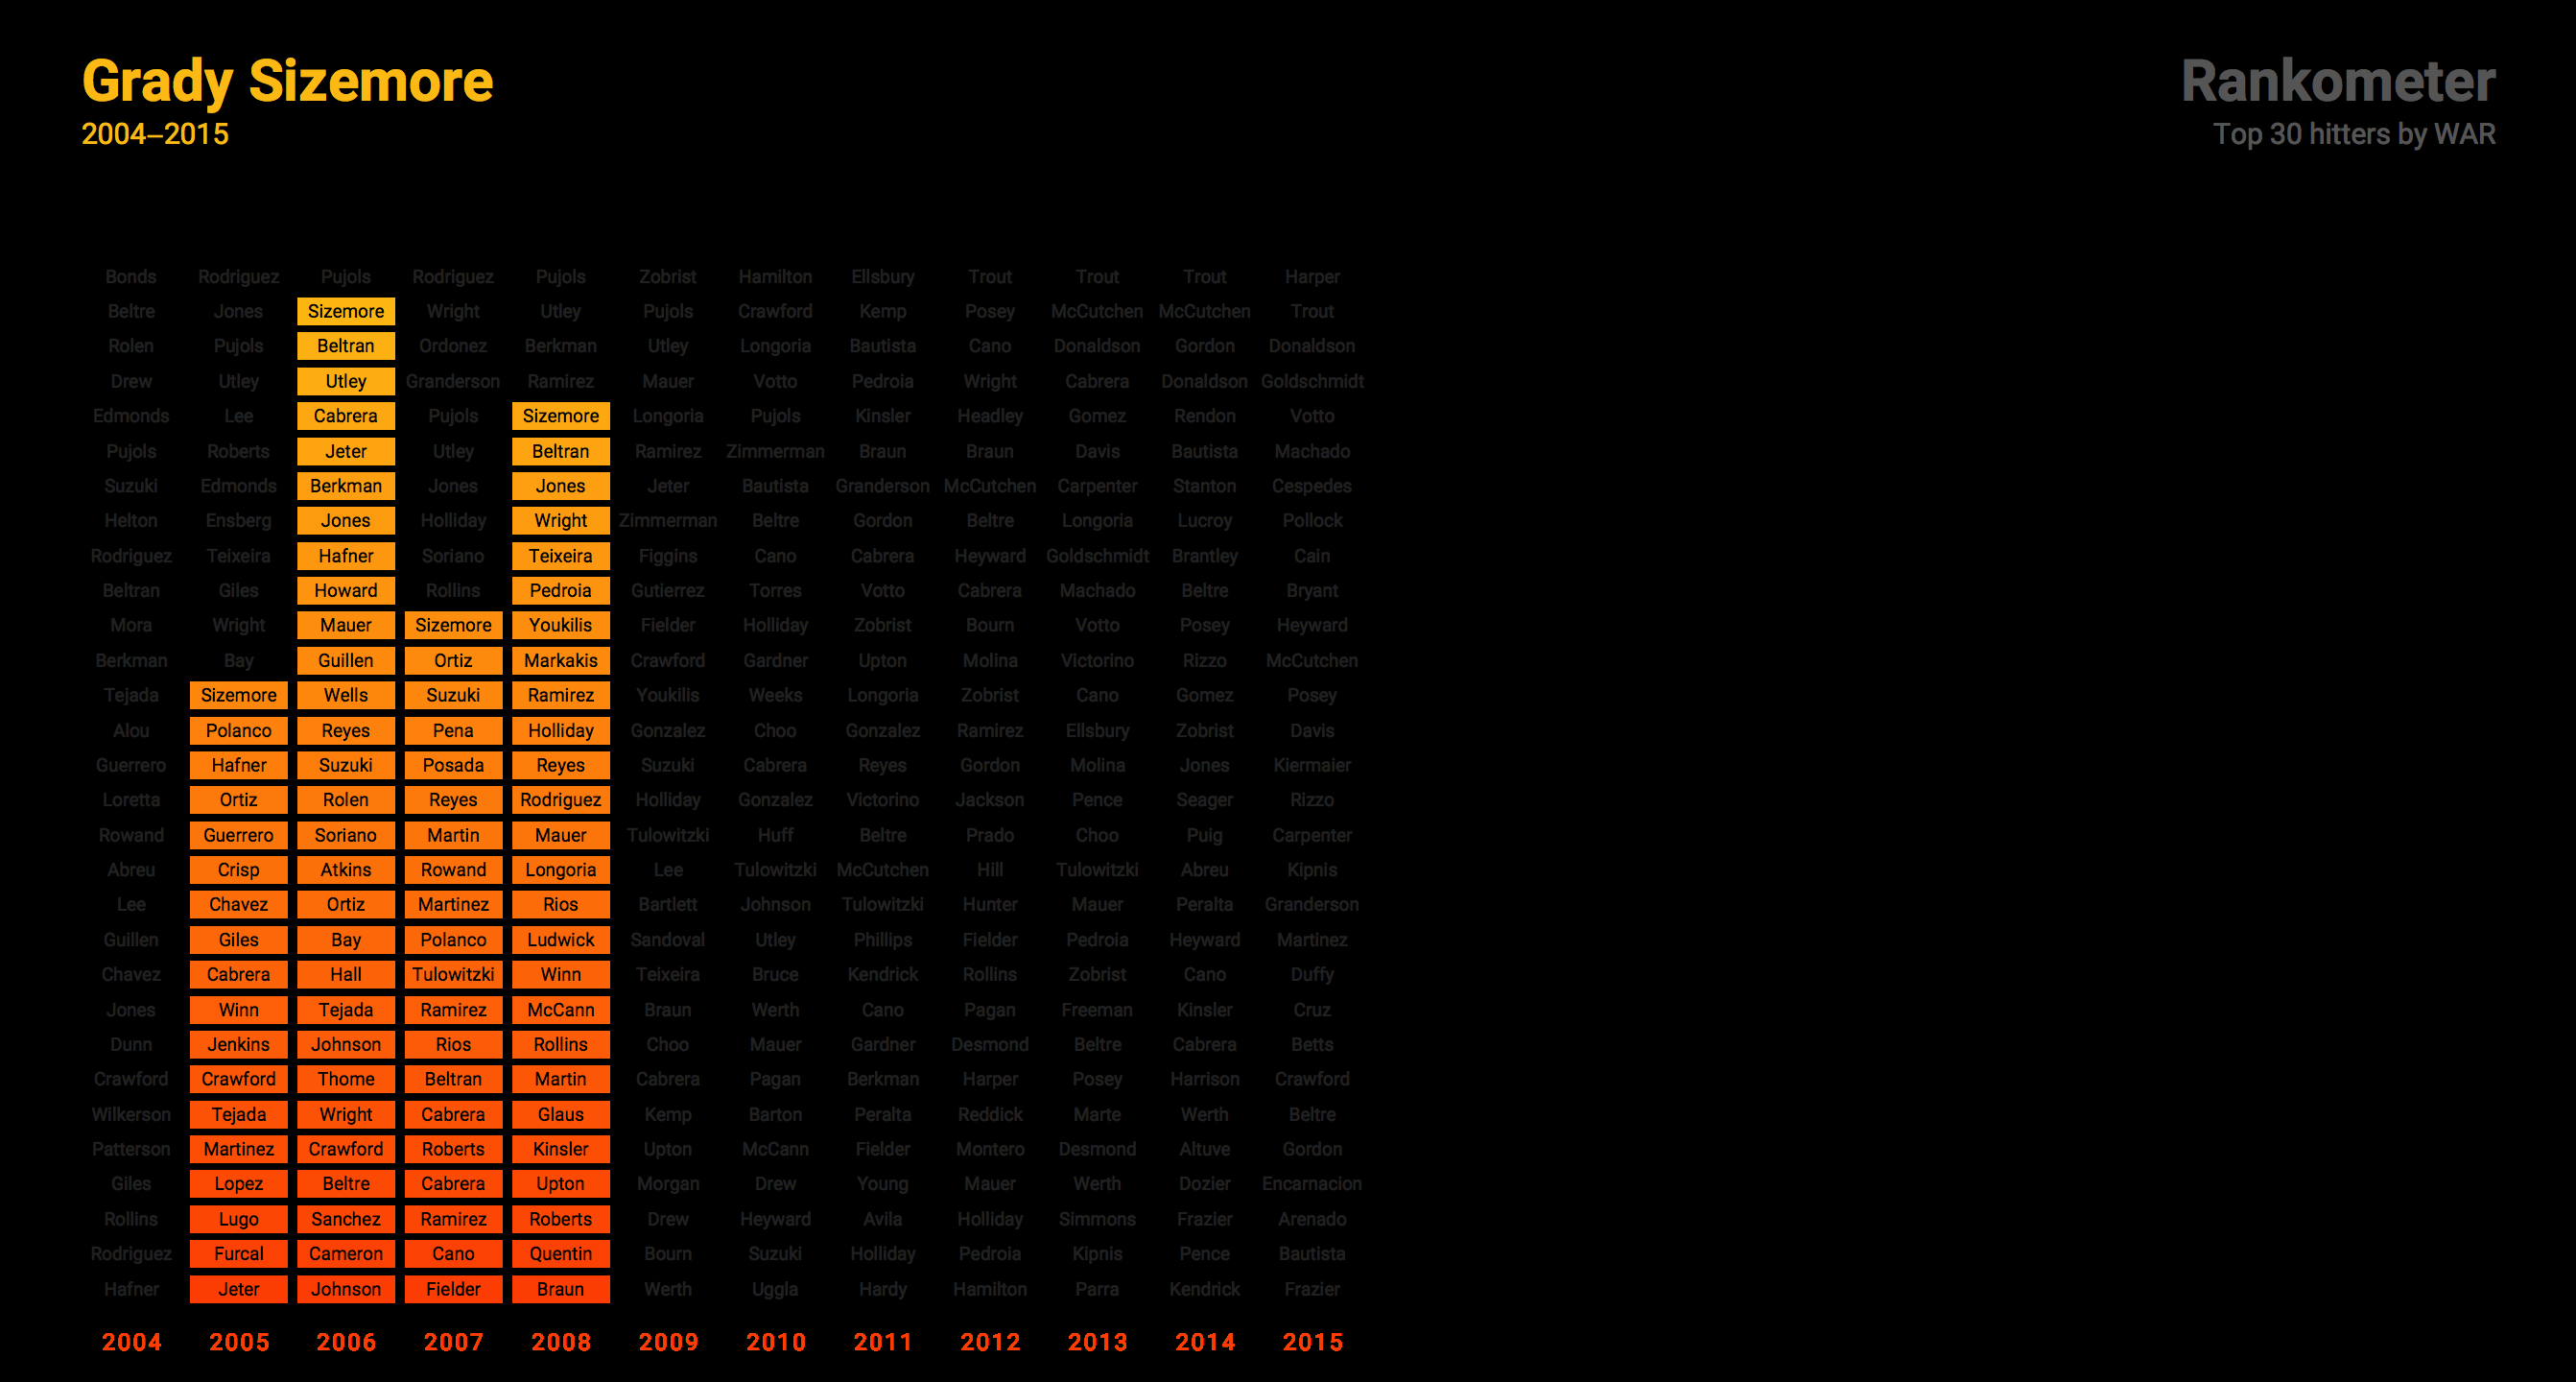 Grady Sizemore
2004–2015
Rankometer
Top 30 hitters by WAR
Bonds Rodriguez Pujols Rodriguez Pujols Zobrist Hamilton Ellsbury Trout Trout Trout Harper
Beltre Jones Sizemore Wright Utley Pujols Crawford Kemp Posey McCutchen McCutchen Trout
Rolen Pujols Beltran Ordonez Berkman Utley Longoria Bautista Cano Donaldson Gordon Donaldson
Drew Utley Utley Granderson Ramirez Mauer Votto Pedroia Wright Cabrera Donaldson Goldschmidt
Edmonds Lee Cabrera Pujols Sizemore Longoria Pujols Kinsler Headley Gomez Rendon Votto
Pujols Roberts Jeter Utley Beltran Ramirez Zimmerman Braun Braun Davis Bautista Machado
Suzuki Edmonds Berkman Jones Jones Jeter Bautista Granderson McCutchen Carpenter Stanton Cespedes
Helton Ensberg Jones Holliday Wright Zimmerman Beltre Gordon Beltre Longoria Lucroy Pollock
Rodriguez Teixeira Hafner Soriano Teixeira Figgins Cano Cabrera Heyward Goldschmidt Brantley Cain
Beltran Giles Howard Rollins Pedroia Gutierrez Torres Votto Cabrera Machado Beltre Bryant
Mora Wright Mauer Sizemore Youkilis Fielder Holliday Zobrist Bourn Votto Posey Heyward
Berkman Bay Guillen Ortiz Markakis Crawford Gardner Upton Molina Victorino Rizzo McCutchen
Tejada Sizemore Wells Suzuki Ramirez Youkilis Weeks Longoria Zobrist Cano Gomez Posey
Alou Polanco Reyes Pena Holliday Gonzalez Choo Gonzalez Ramirez Ellsbury Zobrist Davis
Guerrero Hafner Suzuki Posada Reyes Suzuki Cabrera Reyes Gordon Molina Jones Kiermaier
Loretta Ortiz Rolen Reyes Rodriguez Holliday Gonzalez Victorino Jackson Pence Seager Rizzo
Rowand Guerrero Soriano Martin Mauer Tulowitzki Huff Beltre Prado Choo Puig Carpenter
Abreu Crisp Atkins Rowand Longoria Lee Tulowitzki McCutchen Hill Tulowitzki Abreu Kipnis
Lee Chavez Ortiz Martinez Rios Bartlett Johnson Tulowitzki Hunter Mauer Peralta Granderson
Guillen Giles Bay Polanco Ludwick Sandoval Utley Phillips Fielder Pedroia Heyward Martinez
Chavez Cabrera Hall Tulowitzki Winn Teixeira Bruce Kendrick Rollins Zobrist Cano Duffy
Jones Winn Tejada Ramirez McCann Braun Werth Cano Pagan Freeman Kinsler Cruz
Dunn Jenkins Johnson Rios Rollins Choo Mauer Gardner Desmond Beltre Cabrera Betts
Crawford Crawford Thome Beltran Martin Cabrera Pagan Berkman Harper Posey Harrison Crawford
Wilkerson Tejada Wright Cabrera Glaus Kemp Barton Peralta Reddick Marte Werth Beltre
Patterson Martinez Crawford Roberts Kinsler Upton McCann Fielder Montero Desmond Altuve Gordon
Giles Lopez Beltre Cabrera Upton Morgan Drew Young Mauer Werth Dozier Encarnacion
Rollins Lugo Sanchez Ramirez Roberts Drew Heyward Avila Holliday Simmons Frazier Arenado
Rodriguez Furcal Cameron Cano Quentin Bourn Suzuki Holliday Pedroia Kipnis Pence Bautista
Hafner Jeter Johnson Fielder Braun Werth Uggla Hardy Hamilton Parra Kendrick Frazier
2004 2005 2006 2007 2008 2009 2010 2011 2012 2013 2014 2015